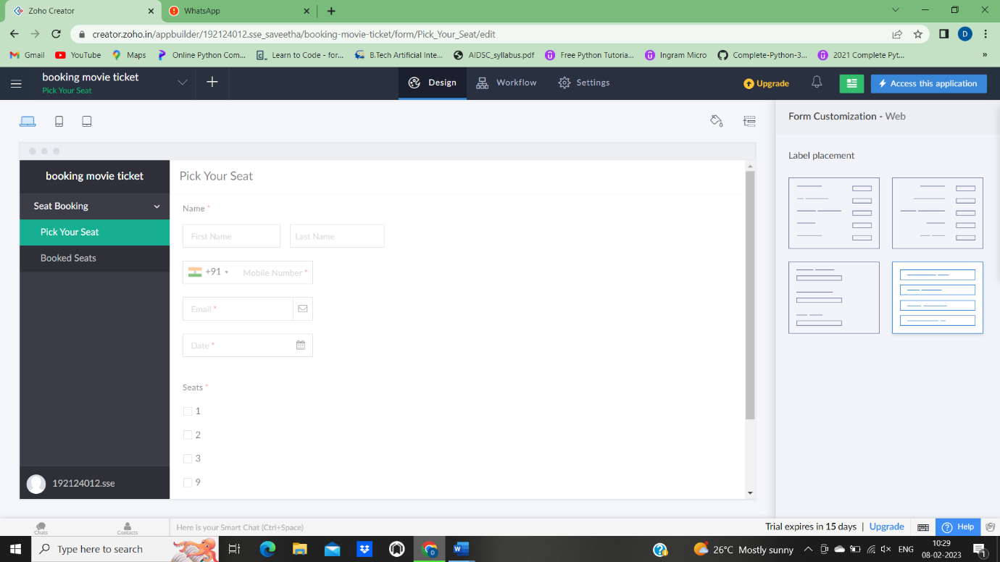 Zoho Creator
WhatsApp
creator.zoho.in/appbuilder/192124012.sse_saveetha/booking-movie-ticket/form/Pick_Your_Seat/edit
D
Gmail
YouTube
Maps
Online Python Com...
Learn to Code - for...
B.Tech Artificial Inte...
AIDSC_syllabus.pdf
Free Python Tutoria...
Ingram Micro
Complete-Python-3...
2021 Complete Pyt...
»
booking movie ticket
Pick Your Seat
Design
Workflow
Settings
Upgrade
Access this application
Form Customization - Web
Label placement
booking movie ticket
Seat Booking
Pick Your Seat
Booked Seats
192124012.sse
Pick Your Seat
Name *
First Name
Last Name
+91
Mobile Number *
Email *
Date *
Seats *
1
2
3
9
Chats
Contacts
Here is your Smart Chat (Ctrl+Space)
Trial expires in 15 days | Upgrade
Help
Type here to search
26°C Mostly sunny
ENG
10:29
08-02-2023
1